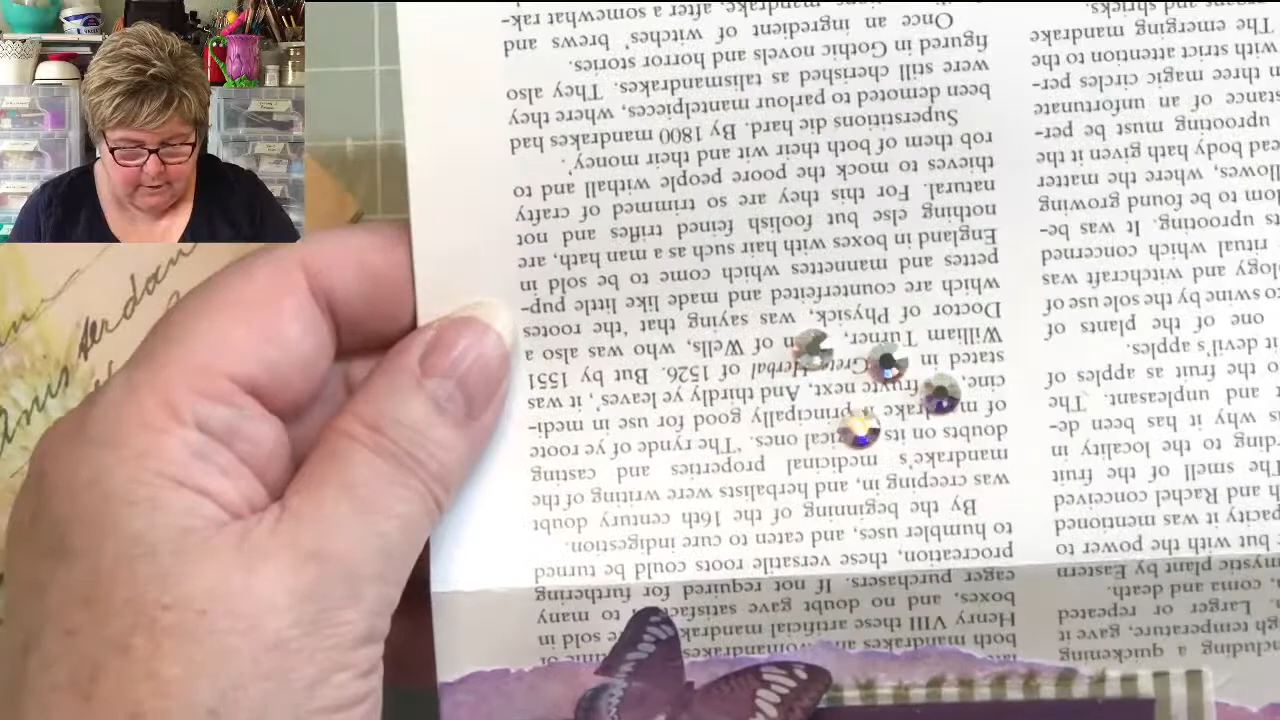 cluding a quickening
temperature, gave it
Larger or repeated
coma and death.
mystic plant by Eastern
but with the power to
it was mentioned
and Rachel conceived
The smell of the fruit
to the locality in
why it has been de-
and unpleasant. The
the fruit as apples of
it devil's apples.
one of the plants of
to swine by the sole use of
and witchcraft was
ritual which concerned
uprooting. It was be-
to be found growing
where the matter
body hath given it the
uprooting must be per-
of an unfortunate
three magic circles per-
with strict attention to the
The emerging mandrake
and shrieks.
both mandrakes and womandrakes
Henry VIII these artificial sold in
boxes, and no doubt gave to many
eager purchasers. If not required for furthering
procreation, these versatile roots could be turned
to humbler uses, and eaten to cure indigestion.
By the beginning of the 16th century doubt
was creeping in, and herbalists were writing of the
mandrake's medicinal properties and casting
doubts on its ones. 'The rynde of ye roote
of principally good for use in medi-
cine, fruyte next, And thirdly ye leaves', it was
stated in Herbal of 1526. But by 1551
William Turner, of Wells, who was also a
Doctor of Physick, was saying that 'the rootes
which are counterfeited and made like little pup-
pettes and mannettes which come to be sold in
England in boxes with hair such as a man hath, are
nothing else but foolish feined trifles and not
natural. For this they are so trimmed of crafty
thieves to mock the poore people withall and to
rob them of both their wit and their money'.
Superstitions die hard. By 1800 mandrakes had
been demoted to parlour mantelpieces, where they
were still cherished as talismandrakes. They also
figured in Gothic novels and horror stories.
Once an ingredient of witches' brews and
mandrake, after a somewhat rak-